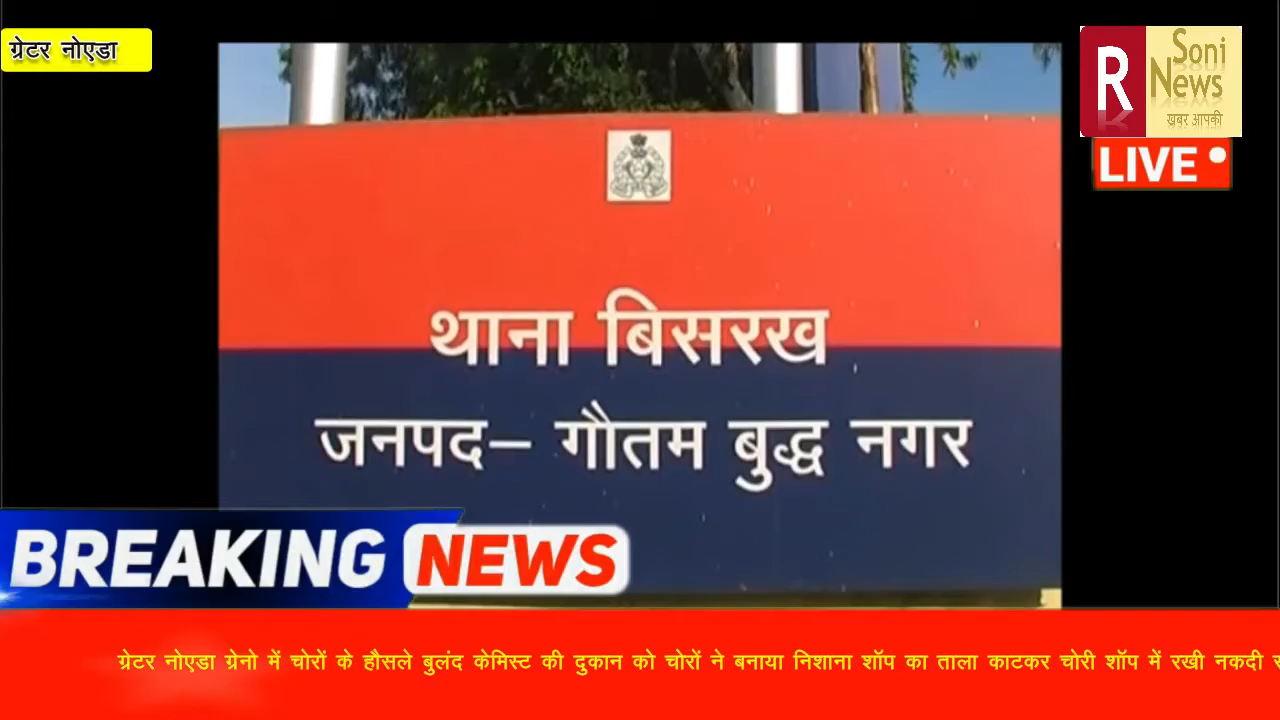 ग्रेटर नोएडा
R
Soni
News
ख़बर आपकी
LIVE
थाना बिसरख
जनपद– गौतम बुद्ध नगर
BREAKING NEWS
ग्रेटर नोएडा ग्रेनो में चोरों के हौसले बुलंद केमिस्ट की दुकान को चोरों ने बनाया निशाना शॉप का ताला काटकर चोरी शॉप में रखी नकदी